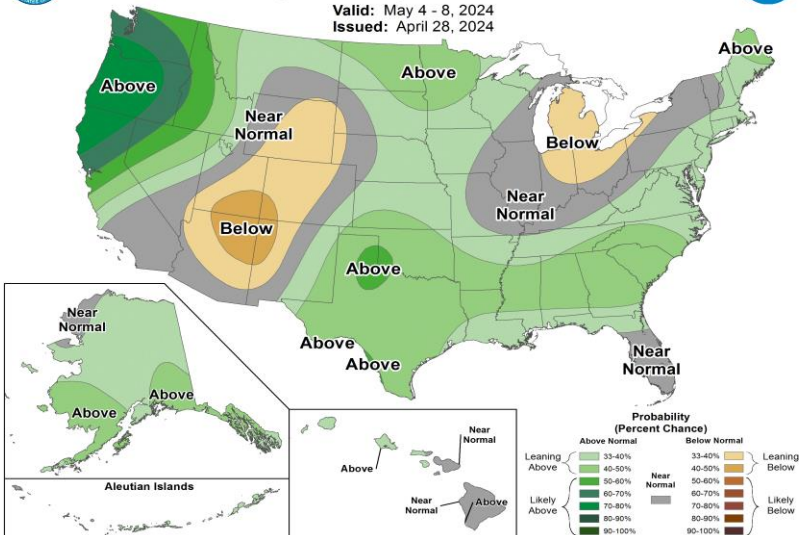 Valid: May 4 - 8, 2024
Issued: April 28, 2024
Above
Above
Above
Near
Normal
Below
Near
Normal
Below
Above
Above
Above
Near
Normal
Near
Normal
Above
Above
Aleutian Islands
Near
Normal
Above
Near
Normal
Above
Probability
(Percent Chance)
Above Normal
Below Normal
Leaning
Above
33-40%
40-50%
Likely
Above
50-60%
60-70%
70-80%
80-90%
90-100%
Near
Normal
33-40%
40-50%
Leaning
Below
50-60%
60-70%
70-80%
80-90%
90-100%
Likely
Below